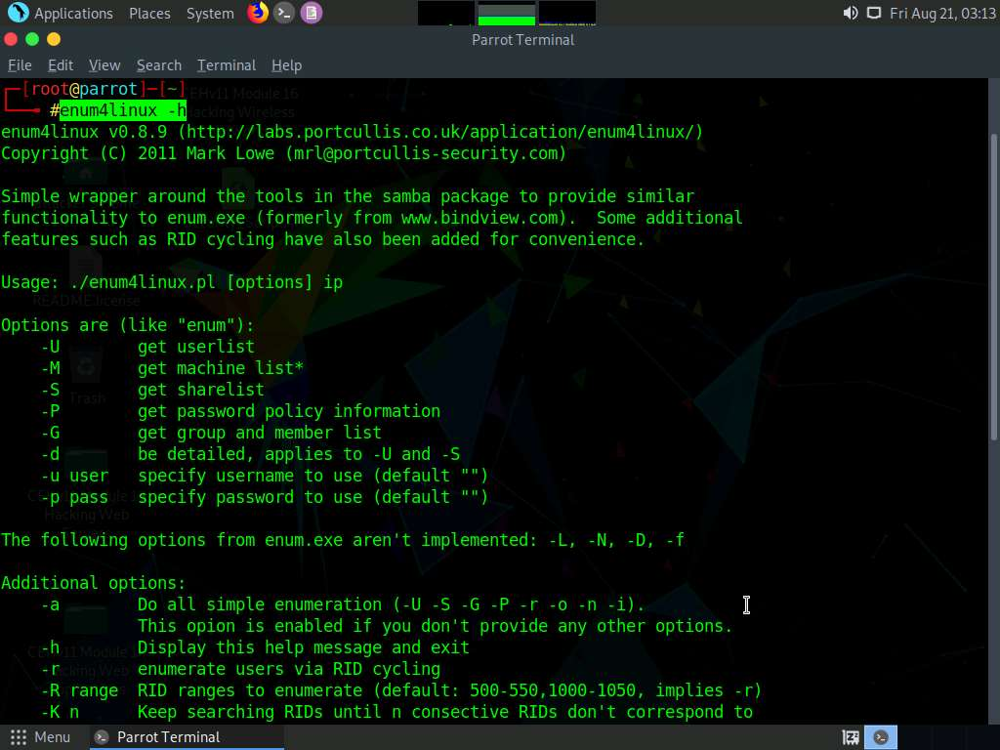 Applications Places System Fri Aug 21, 03:13
Parrot Terminal
File Edit View Search Terminal Help
[root@parrot]─[~]
#enum4linux -h
enum4linux v0.8.9 (http://labs.portcullis.co.uk/application/enum4linux/)
Copyright (C) 2011 Mark Lowe (mrl@portcullis-security.com)
Simple wrapper around the tools in the samba package to provide similar
functionality to enum.exe (formerly from www.bindview.com).  Some additional
features such as RID cycling have also been added for convenience.
Usage: ./enum4linux.pl [options] ip
README.license
Options are (like "enum"):
-U get userlist
-M get machine list*
-S get sharelist
Trash
-P get password policy information
-G get group and member list
-d be detailed, applies to -U and -S
-u user specify username to use (default "")
-p pass specify password to use (default "")
Hacking Web
The following options from enum.exe aren't implemented: -L, -N, -D, -f
Additional options:
-a Do all simple enumeration (-U -S -G -P -r -o -n -i).
This opion is enabled if you don't provide any other options.
-h Display this help message and exit
-r enumerate users via RID cycling
-R range RID ranges to enumerate (default: 500-550,1000-1050, implies -r)
-K n Keep searching RIDs until n consective RIDs don't correspond to
Menu Parrot Terminal